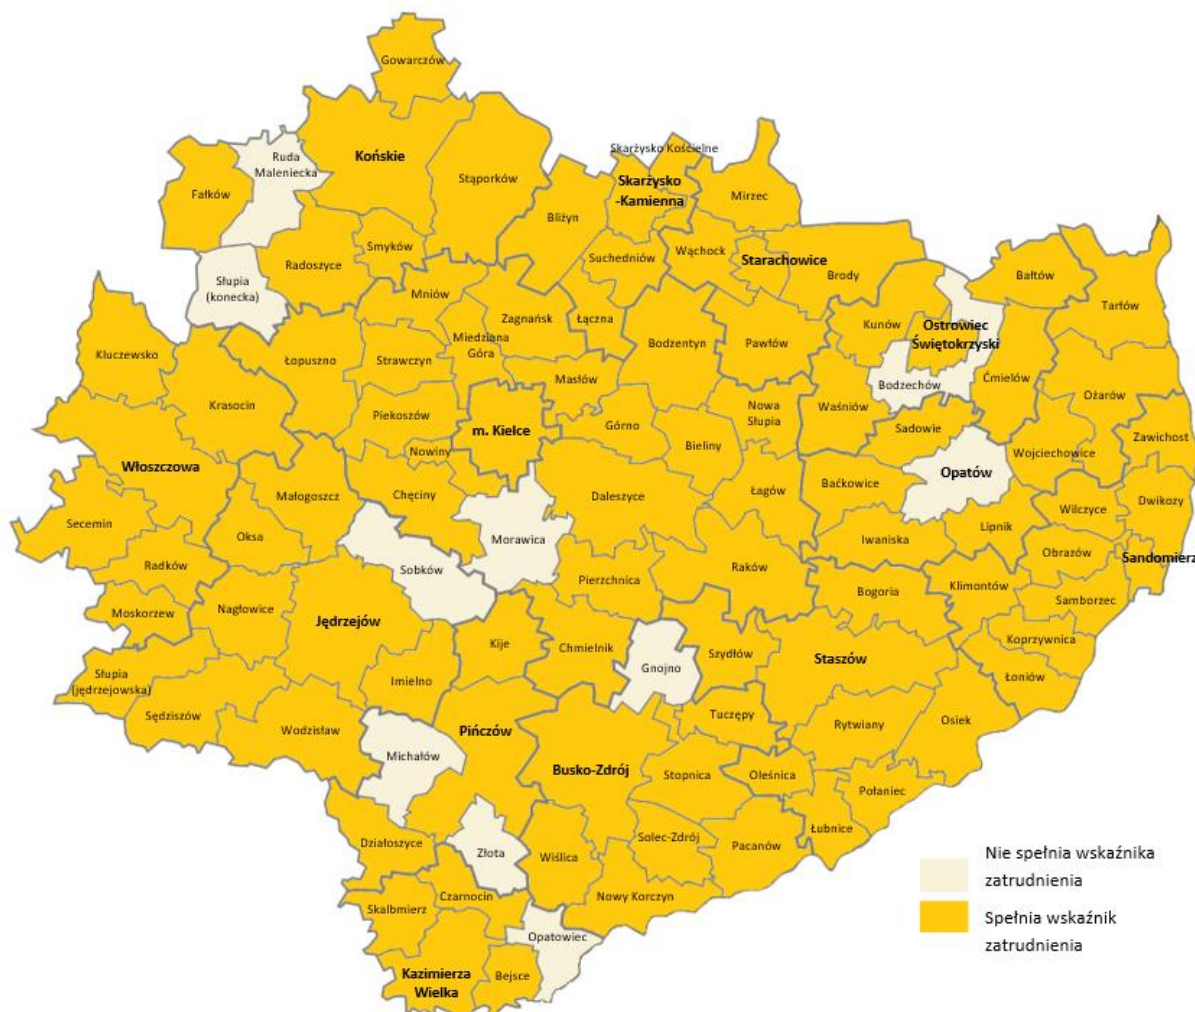 Gowarczów
Ruda
Maleniecka
Końskie
Stąporków
Skarżysko Kościelne
Skarżysko
-Kamienna
Mirzec
Fałków
Bliżyn
Smyków
Radoszyce
Suchedniów
Wąchock
Starachowice
Brody
Bałtów
Tarłów
Słupia
(konecka)
Mniów
Zagnańsk
Łączna
Kunów
Ostrowiec
Świętokrzyski
Kluczewsko
Łopuszno
Strawczyn
Miedziana
Góra
Bodzentyn
Pawłów
Masłów
Bodzechów
Ćmielów
Ożarów
Krasocin
Piekoszów
m. Kielce
Górno
Nowa
Słupia
Waśniów
Sadowie
Zawichost
Nowiny
Bieliny
Wojciechowice
Włoszczowa
Małogoszcz
Chęciny
Daleszyce
Łagów
Baćkowice
Opatów
Dwikozy
Wilczyce
Secemin
Oksa
Morawica
Iwaniska
Lipnik
Obrazów
Sandomierz
Radków
Sobków
Pierzchnica
Raków
Bogoria
Klimontów
Samborzec
Moskorzew
Nagłowice
Jędrzejów
Kije
Chmielnik
Gnojno
Szydłów
Staszów
Koprzywnica
Słupia
(jędrzejowska)
Imielno
Łoniów
Sędziszów
Wodzisław
Pińczów
Tuczępy
Rytwiany
Osiek
Michałów
Busko-Zdrój
Stopnica
Oleśnica
Połaniec
Działoszyce
Złota
Wiślica
Solec-Zdrój
Pacanów
Łubnice
Skalbmierz
Czarnocin
Nowy Korczyn
Opatowiec
Kazimierza
Wielka
Bejsce
Nie spełnia wskaźnika
zatrudnienia
Spełnia wskaźnik
zatrudnienia